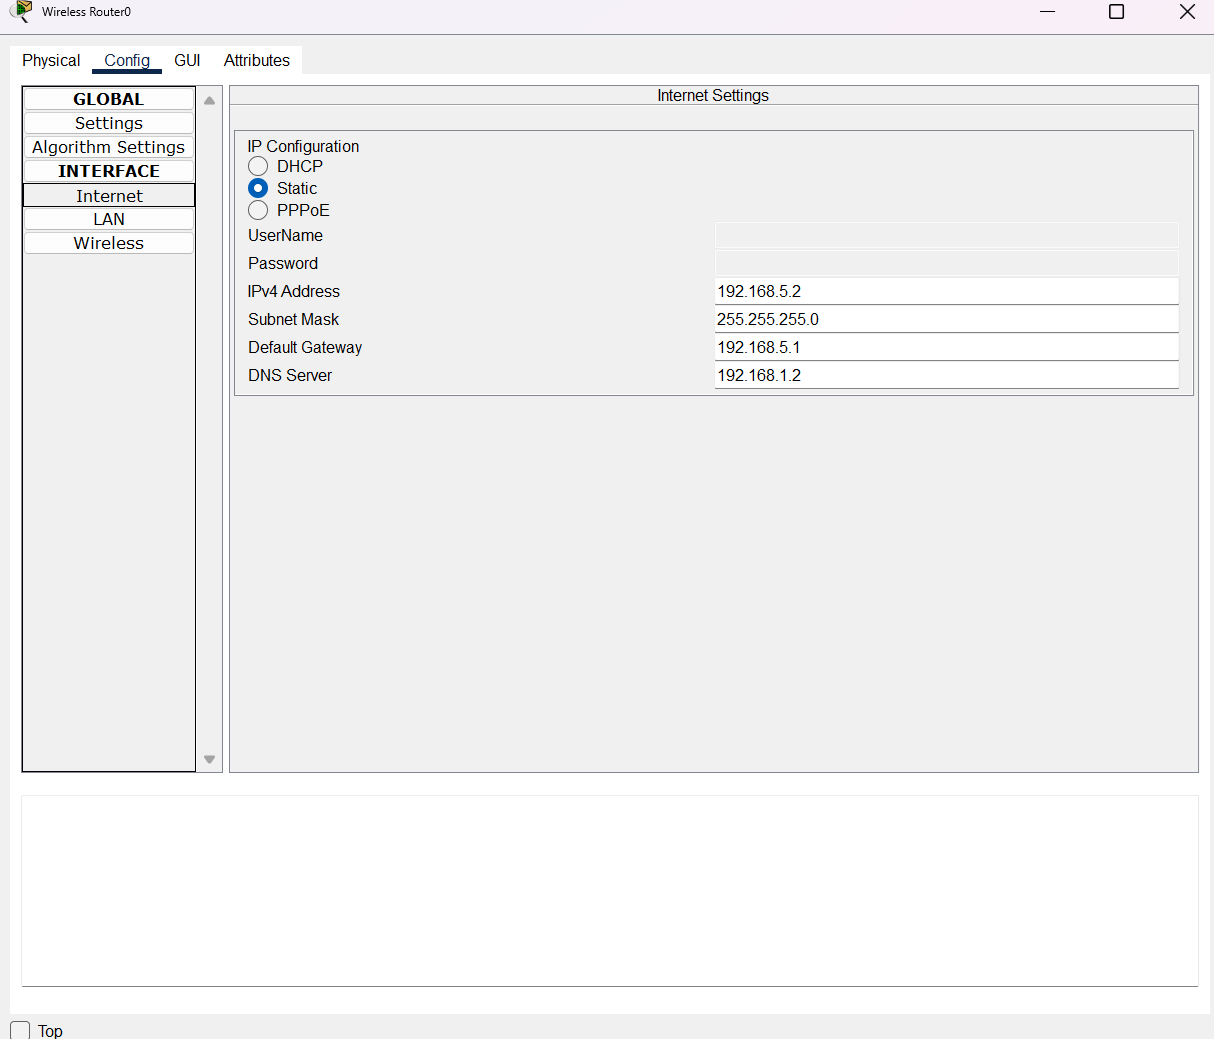 Wireless Router0
Physical Config GUI Attributes
GLOBAL
Settings
Algorithm Settings
INTERFACE
Internet
LAN
Wireless
Internet Settings
IP Configuration
DHCP
Static
PPPoE
UserName
Password
IPv4 Address 192.168.5.2
Subnet Mask 255.255.255.0
Default Gateway 192.168.5.1
DNS Server 192.168.1.2
Top